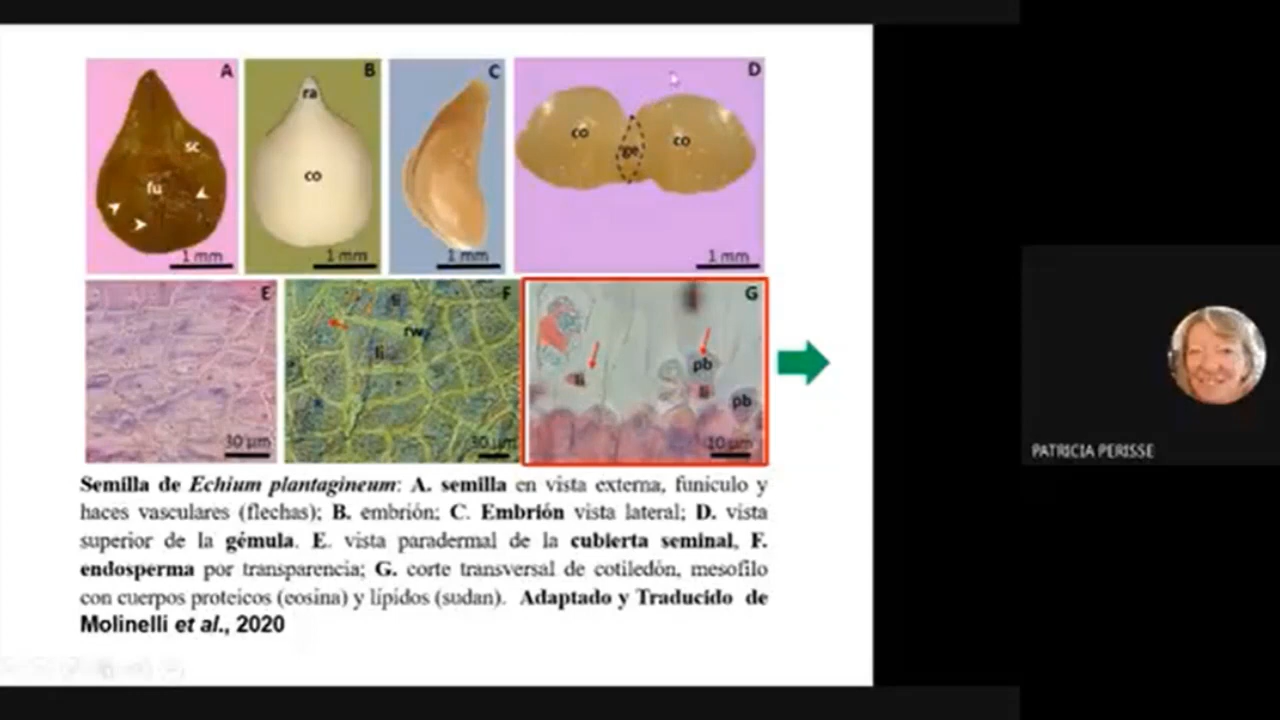 A
B
C
D
ra
sc
co
co
co
fu
ge
1 mm
1 mm
1 mm
1 mm
E
F
G
li
rw
li
pb
li
li
pb
30 µm
30 µm
10 µm
Semilla de Echium plantagineum: A. semilla en vista externa, funículo y
haces vasculares (flechas); B. embrión; C. Embrión vista lateral; D. vista
superior de la gémula. E. vista paradermal de la cubierta seminal, F.
endosperma por transparencia; G. corte transversal de cotiledón, mesofilo
con cuerpos proteicos (eosina) y lípidos (sudan). Adaptado y Traducido de
Molinelli et al., 2020
PATRICIA PERISSE